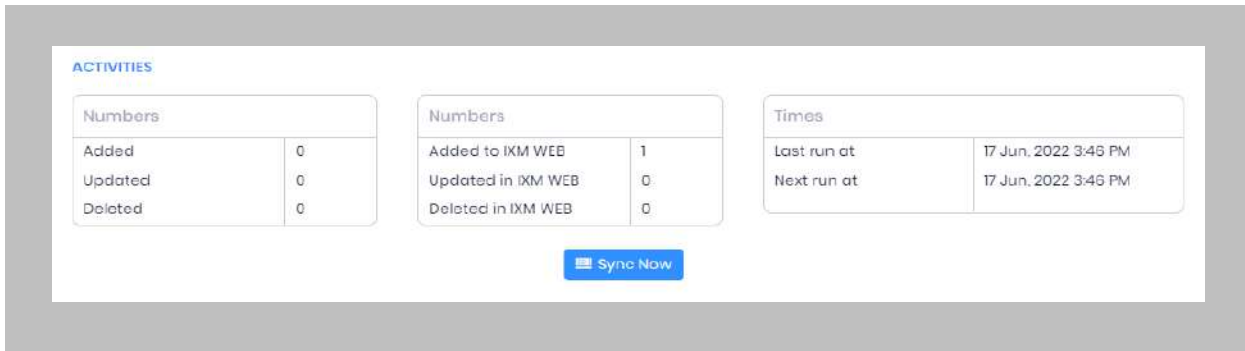 ACTIVITIES
Numbers
Added 0
Updated 0
Deleted 0
Numbers
Added to IXM WEB 1
Updated in IXM WEB 0
Deleted in IXM WEB 0
Times
Last run at 17 Jun, 2022 3:46 PM
Next run at 17 Jun, 2022 3:46 PM
Sync Now